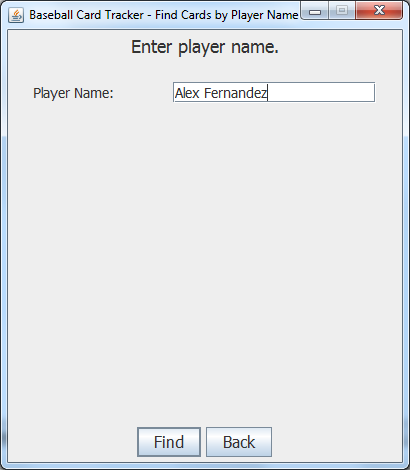 Baseball Card Tracker - Find Cards by Player Name
Enter player name.
Player Name: Alex Fernandez
Find Back